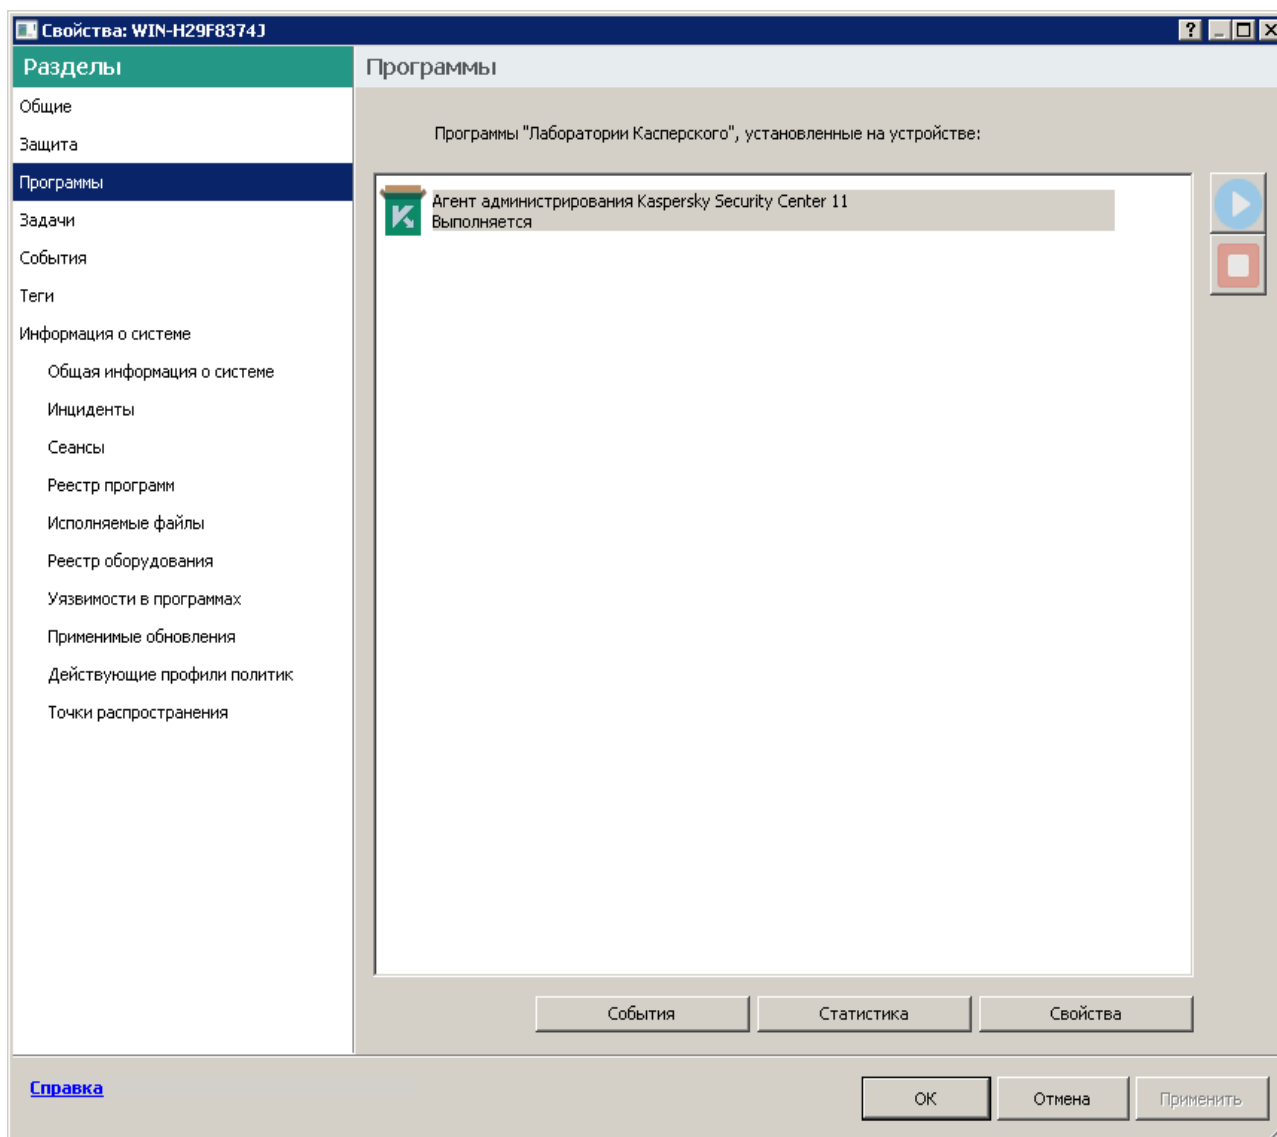 Свойства: WIN-H29F8374J
Разделы
Общие
Защита
Программы
Задачи
События
Теги
Информация о системе
Общая информация о системе
Инциденты
Сеансы
Реестр программ
Исполняемые файлы
Реестр оборудования
Уязвимости в программах
Применимые обновления
Действующие профили политик
Точки распространения
Программы
Программы "Лаборатории Касперского", установленные на устройстве:
Агент администрирования Kaspersky Security Center 11
Выполняется
События
Статистика
Свойства
Справка
ОК
Отмена
Применить